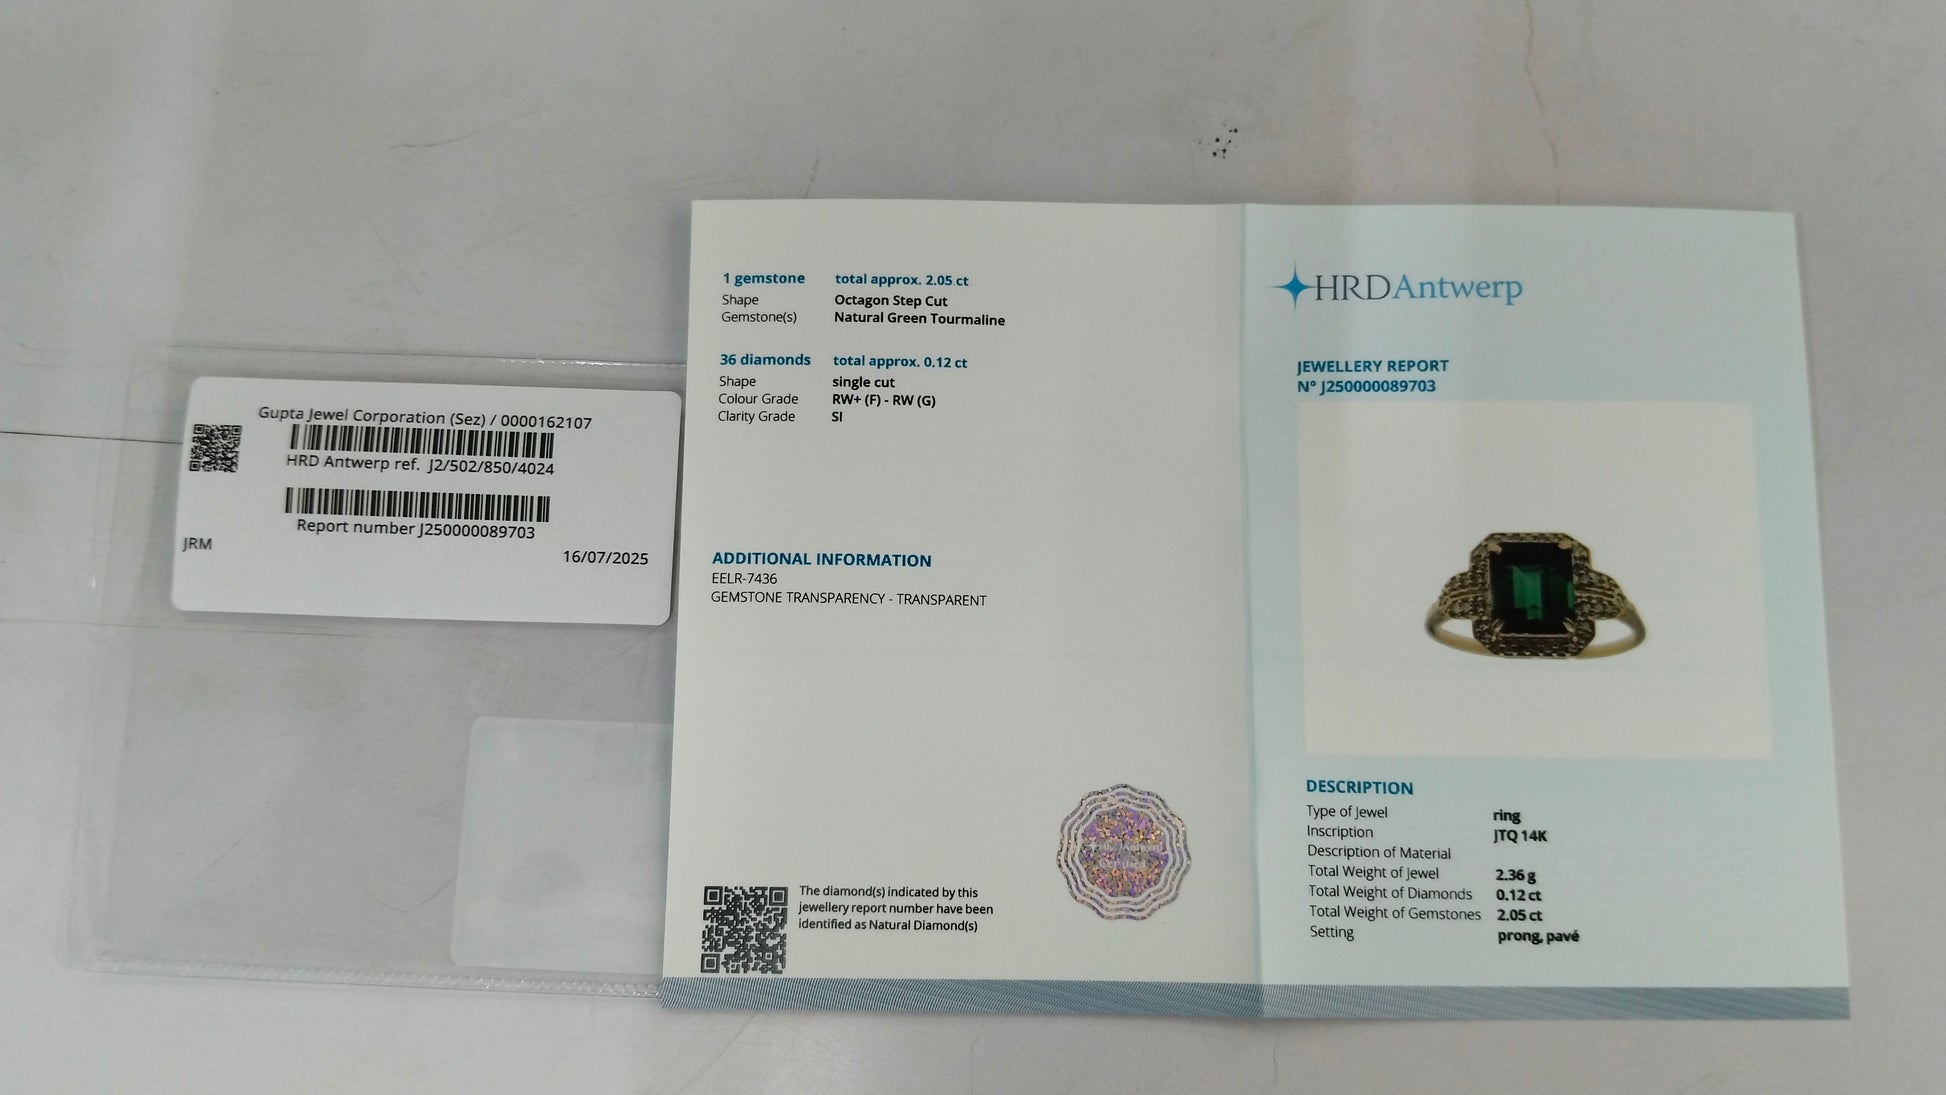 Gupta Jewel Corporation (Sez) / 0000162107
HRD Antwerp ref. J2/502/850/4024
Report number J250000089703
JRM
16/07/2025
1 gemstone total approx. 2.05 ct
Shape Octagon Step Cut
Gemstone(s) Natural Green Tourmaline
36 diamonds total approx. 0.12 ct
Shape single cut
Colour Grade RW+ (F) - RW (G)
Clarity Grade SI
ADDITIONAL INFORMATION
EELR-7436
GEMSTONE TRANSPARENCY - TRANSPARENT
The diamond(s) indicated by this
jewellery report number have been
identified as Natural Diamond(s)
HRD Antwerp
HRDAntwerp
JEWELLERY REPORT
N° J250000089703
DESCRIPTION
Type of Jewel ring
Inscription JTQ 14K
Description of Material
Total Weight of Jewel 2.36 g
Total Weight of Diamonds 0.12 ct
Total Weight of Gemstones 2.05 ct
Setting prong, pavé